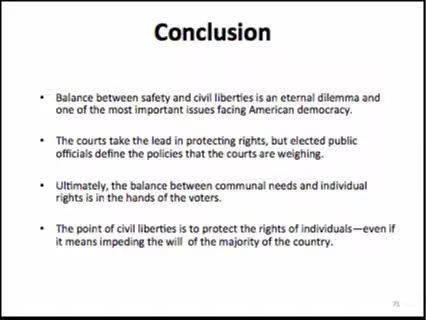 Conclusion
• Balance between safety and civil liberties is an eternal dilemma and
one of the most important issues facing American democracy.
• The courts take the lead in protecting rights, but elected public
officials define the policies that the courts are weighing.
• Ultimately, the balance between communal needs and individual
rights is in the hands of the voters.
• The point of civil liberties is to protect the rights of individuals—even if
it means impeding the will of the majority of the country.
71